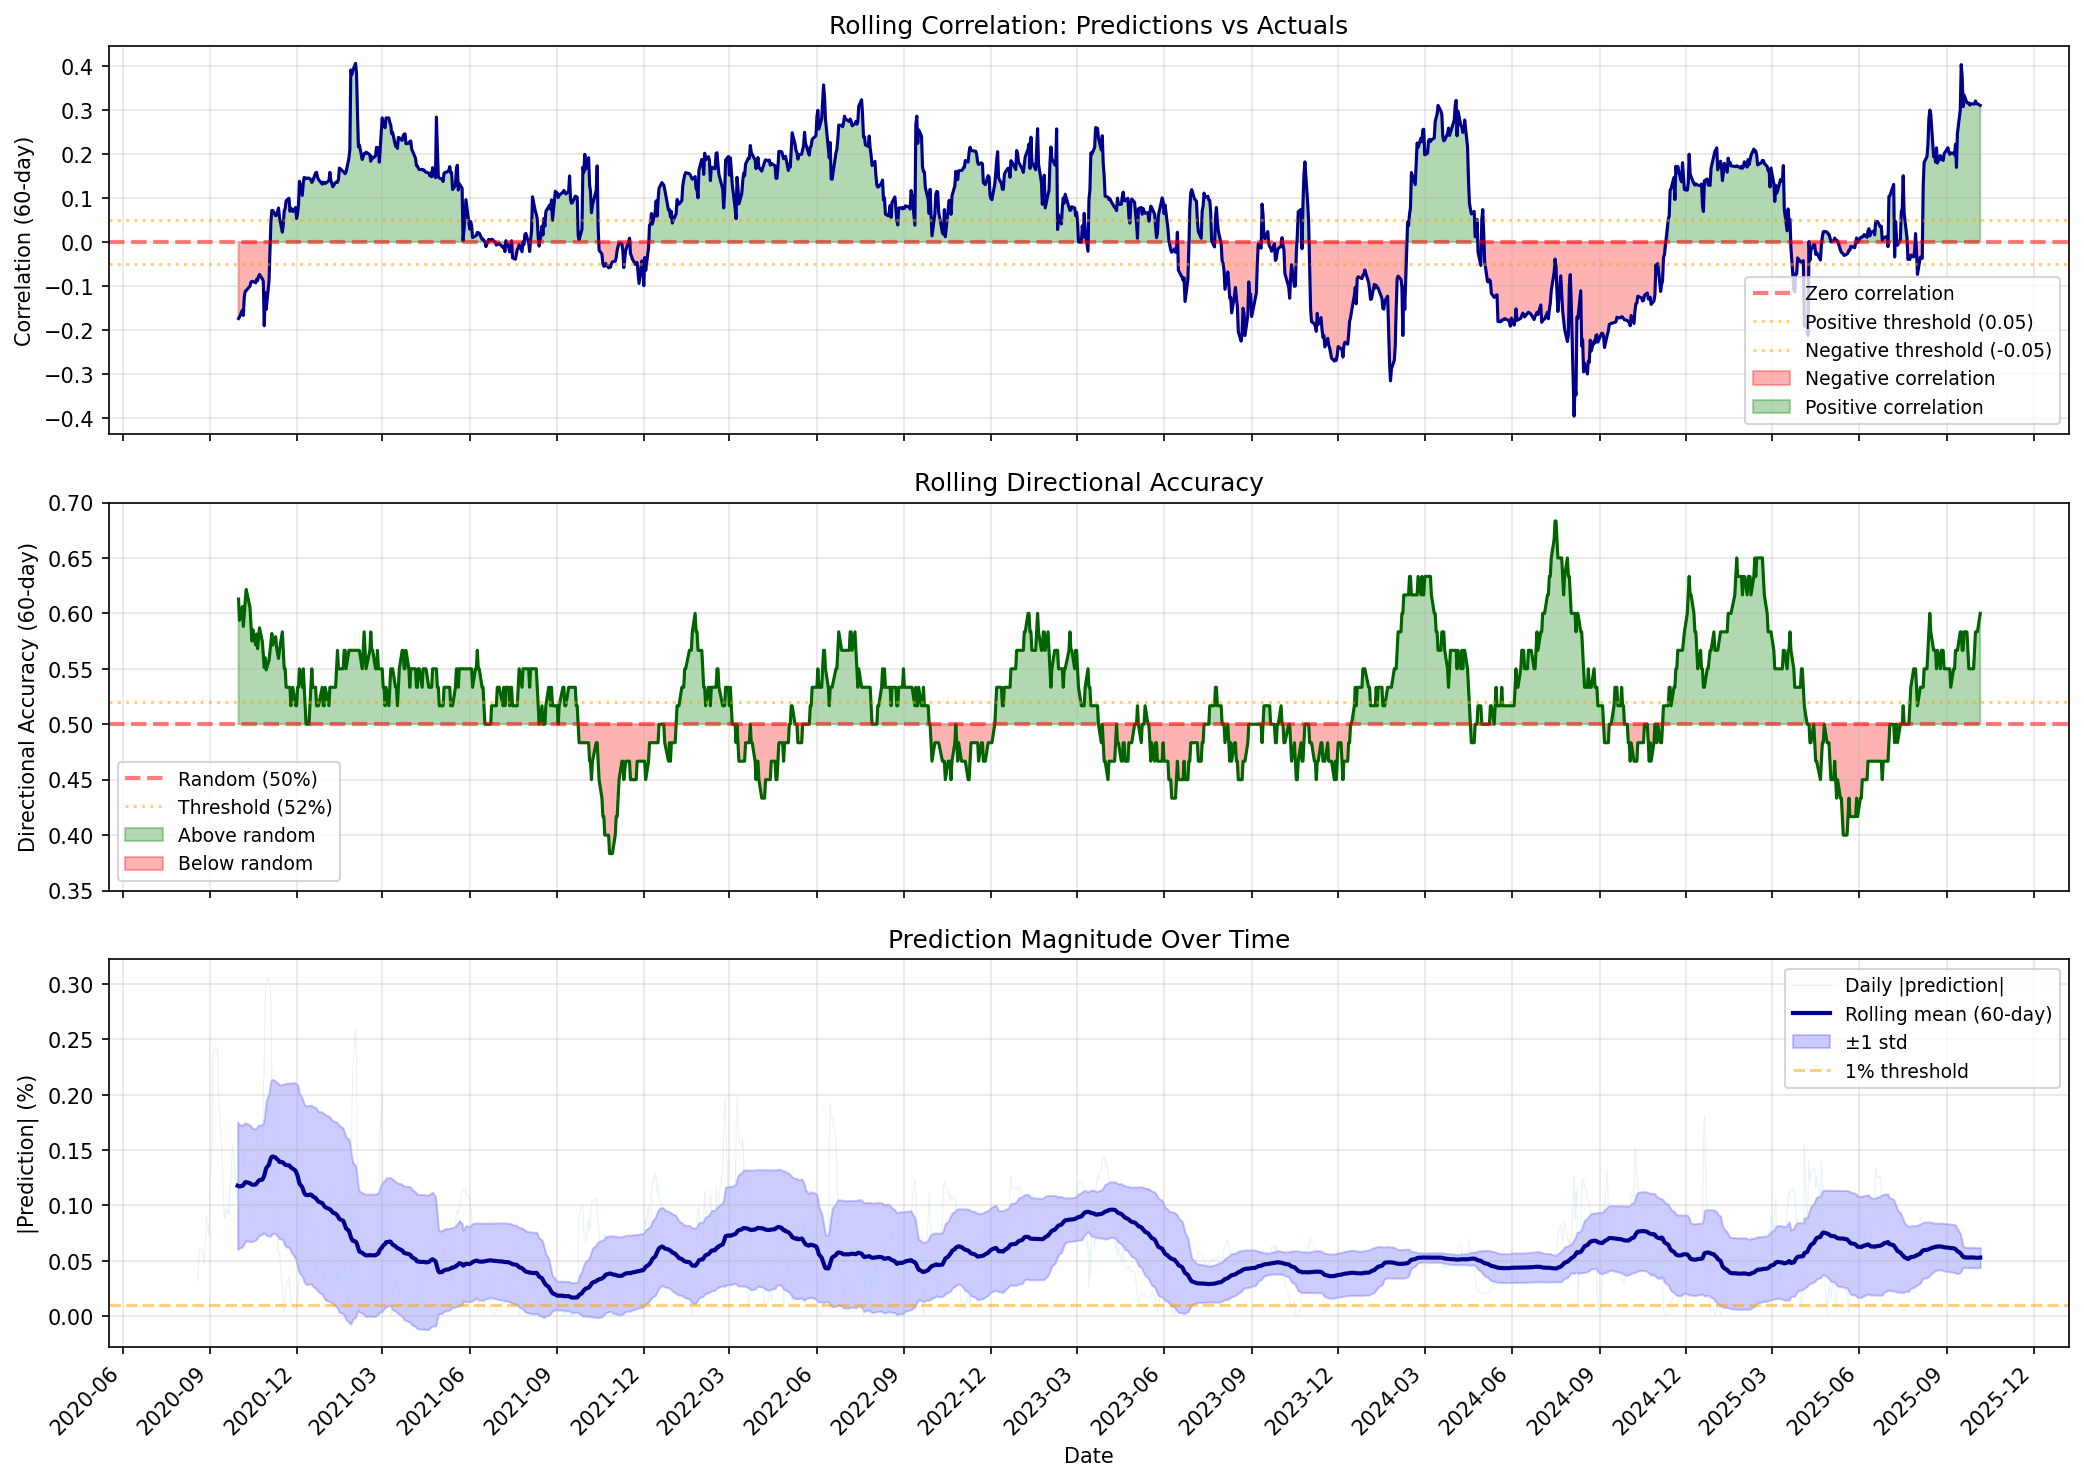 Rolling Correlation: Predictions vs Actuals
Correlation (60-day)
0.4
0.3
0.2
0.1
0.0
−0.1
−0.2
−0.3
−0.4
Zero correlation
Positive threshold (0.05)
Negative threshold (-0.05)
Negative correlation
Positive correlation
Rolling Directional Accuracy
Directional Accuracy (60-day)
0.70
0.65
0.60
0.55
0.50
0.45
0.40
0.35
Random (50%)
Threshold (52%)
Above random
Below random
Prediction Magnitude Over Time
|Prediction| (%)
0.30
0.25
0.20
0.15
0.10
0.05
0.00
Daily |prediction|
Rolling mean (60-day)
±1 std
1% threshold
2020-06
2020-09
2020-12
2021-03
2021-06
2021-09
2021-12
2022-03
2022-06
2022-09
2022-12
2023-03
2023-06
2023-09
2023-12
2024-03
2024-06
2024-09
2024-12
2025-03
2025-06
2025-09
2025-12
Date